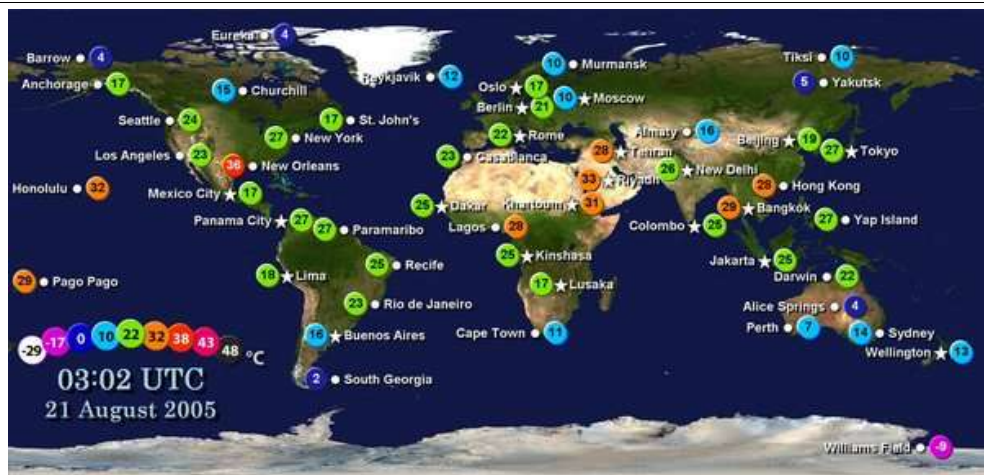 Eureka 4
Barrow 4
Murmansk 10
Tiksi 10
Anchorage 17
Reykjavik 12
Yakutsk 5
Churchill 15
Oslo 17
Moscow 10
Berlin 21
Seattle 24
St. John's 17
New York 27
Rome 22
Almaty 16
Beijing 19
Tokyo 27
Los Angeles 23
New Orleans 36
Casablanca 23
Tehran 28
New Delhi 26
Honolulu 32
Mexico City 17
Riyadh 33
Hong Kong 28
Dakar 25
Khartoum 31
Bangkok 29
Panama City 27
Paramaribo 27
Lagos 28
Colombo 25
Yap Island 27
Kinshasa 25
Recife 25
Jakarta 25
Pago Pago 29
Lima 18
Lusaka 17
Darwin 22
Rio de Janeiro 23
Alice Springs 4
Buenos Aires 16
Cape Town 11
Perth 7
Sydney 14
Wellington 13
-29 -17 0 10 22 32 38 43 48 °C
03:02 UTC
21 August 2005
South Georgia 2
Williams Field -9